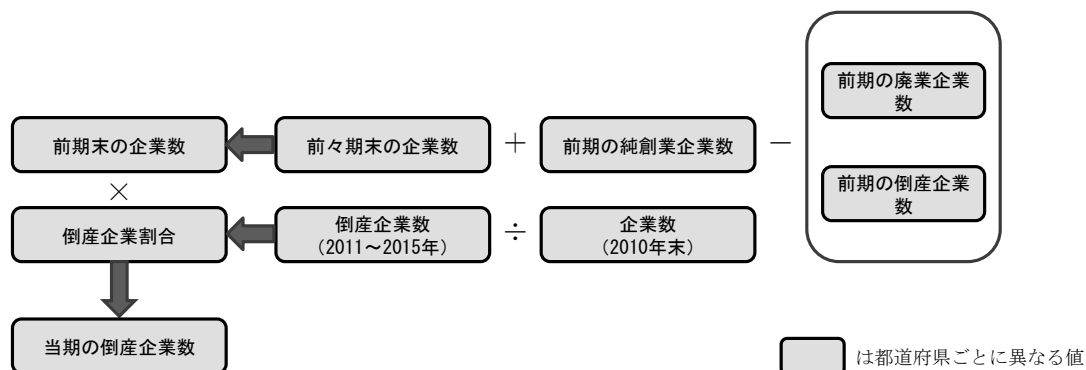 前期の廃業企業
数
前期末の企業数
前々期末の企業数
+
前期の純創業企業数
－
×
前期の倒産企業
数
倒産企業割合
倒産企業数
（2011～2015年）
÷
企業数
（2010年末）
当期の倒産企業数
は都道府県ごとに異なる値